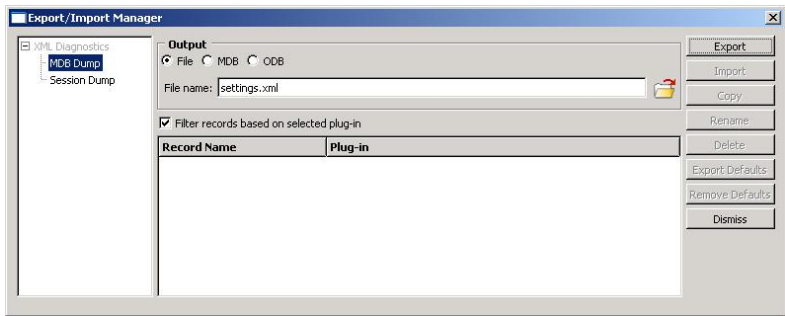 Export/Import Manager
XML Diagnostics
MDB Dump
Session Dump
Output
File MDB ODB
File name: settings.xml
Filter records based on selected plug-in
Record Name Plug-in
Export
Import
Copy
Rename
Delete
Export Defaults
Remove Defaults
Dismiss